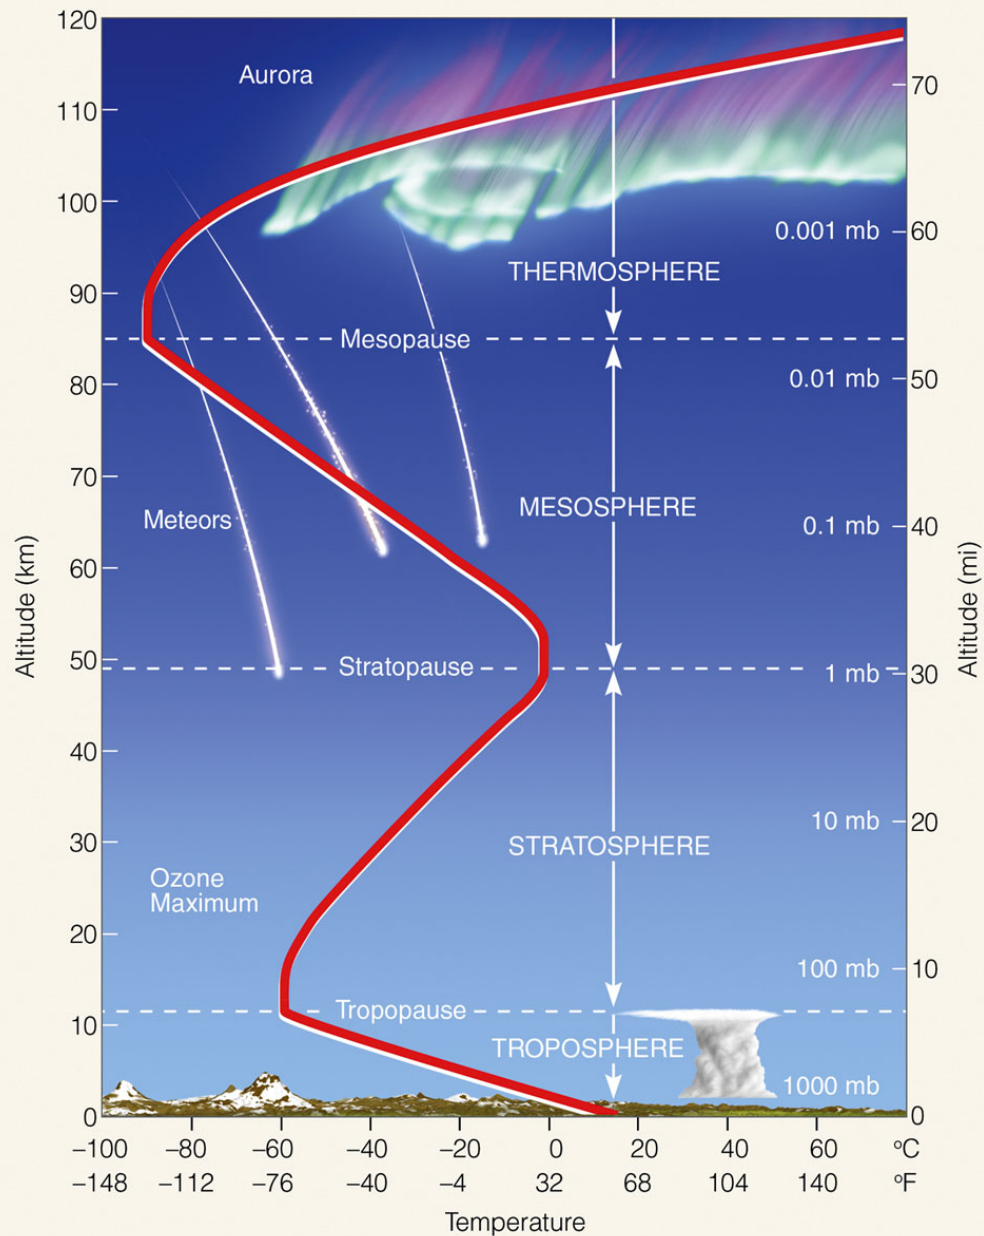 120
110
100
90
80
70
60
50
40
30
20
10
0
Altitude (km)
Aurora
THERMOSPHERE
0.001 mb
Mesopause
0.01 mb
Meteors
MESOSPHERE
0.1 mb
Stratopause
1 mb
STRATOSPHERE
10 mb
Ozone
Maximum
100 mb
Tropopause
TROPOSPHERE
1000 mb
70
60
50
40
30
20
10
0
Altitude (mi)
–100 –80 –60 –40 –20 0 20 40 60 ºC
–148 –112 –76 –40 –4 32 68 104 140 ºF
Temperature